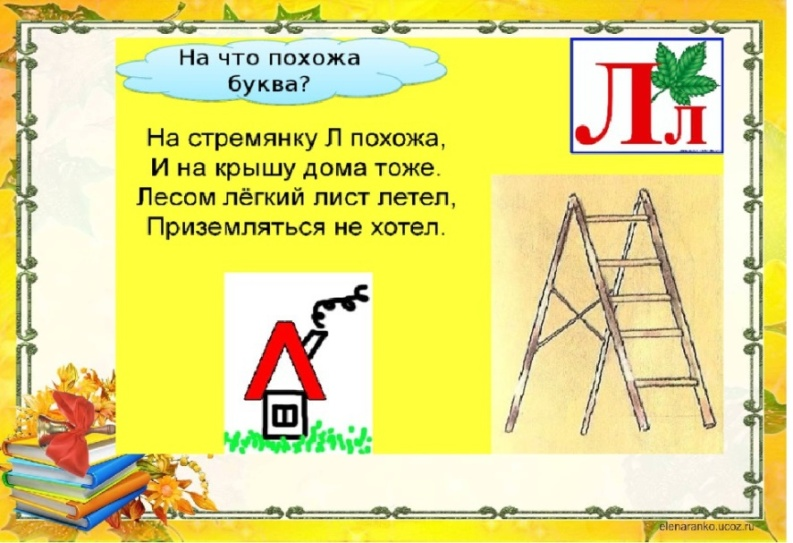 На что похожа
буква?
Лл
На стремянку Л похожа,
И на крышу дома тоже.
Лесом лёгкий лист летел,
Приземляться не хотел.
elenaranko.ucoz.ru